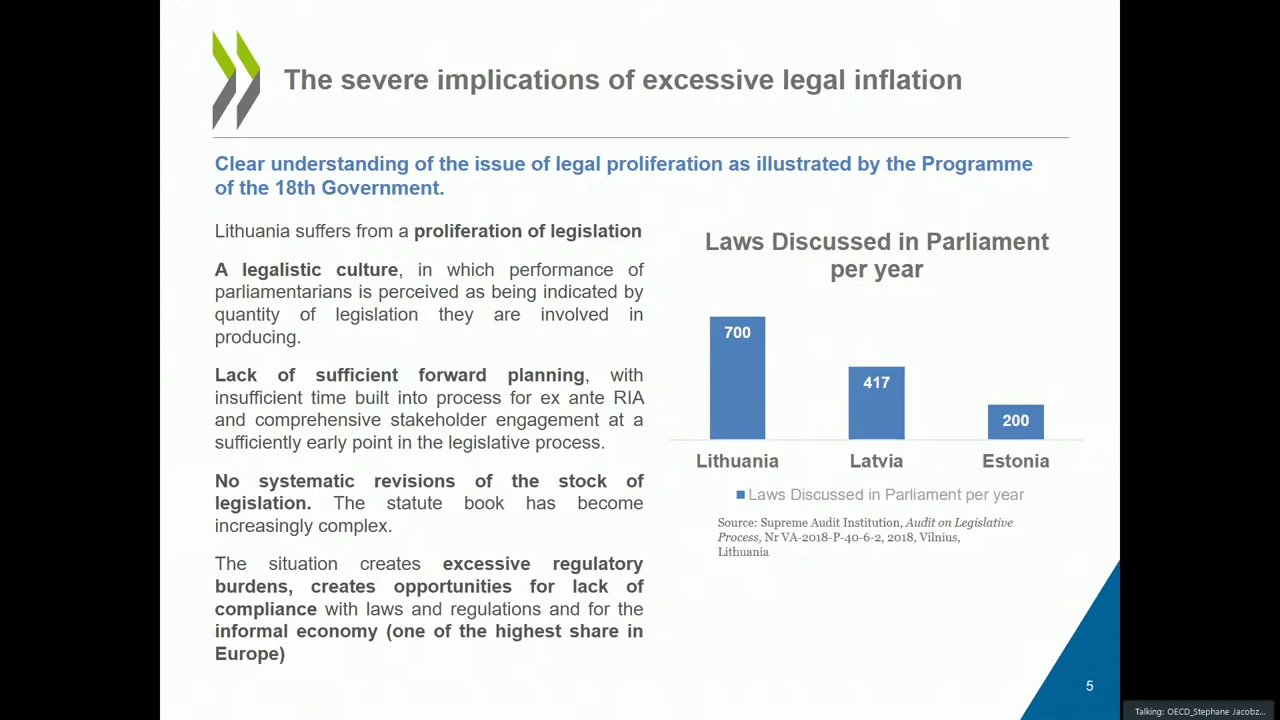 The severe implications of excessive legal inflation
Clear understanding of the issue of legal proliferation as illustrated by the Programme
of the 18th Government.
Lithuania suffers from a proliferation of legislation
A legalistic culture, in which performance of
parliamentarians is perceived as being indicated by
quantity of legislation they are involved in
producing.
Lack of sufficient forward planning, with
insufficient time built into process for ex ante RIA
and comprehensive stakeholder engagement at a
sufficiently early point in the legislative process.
No systematic revisions of the stock of
legislation. The statute book has become
increasingly complex.
The situation creates excessive regulatory
burdens, creates opportunities for lack of
compliance with laws and regulations and for the
informal economy (one of the highest share in
Europe)
Laws Discussed in Parliament
per year
700
417
200
Lithuania
Latvia
Estonia
Laws Discussed in Parliament per year
Source: Supreme Audit Institution, Audit on Legislative
Process, Nr VA-2018-P-40-6-2, 2018, Vilnius,
Lithuania
5
Talking: OECD_Stephane Jacobz...